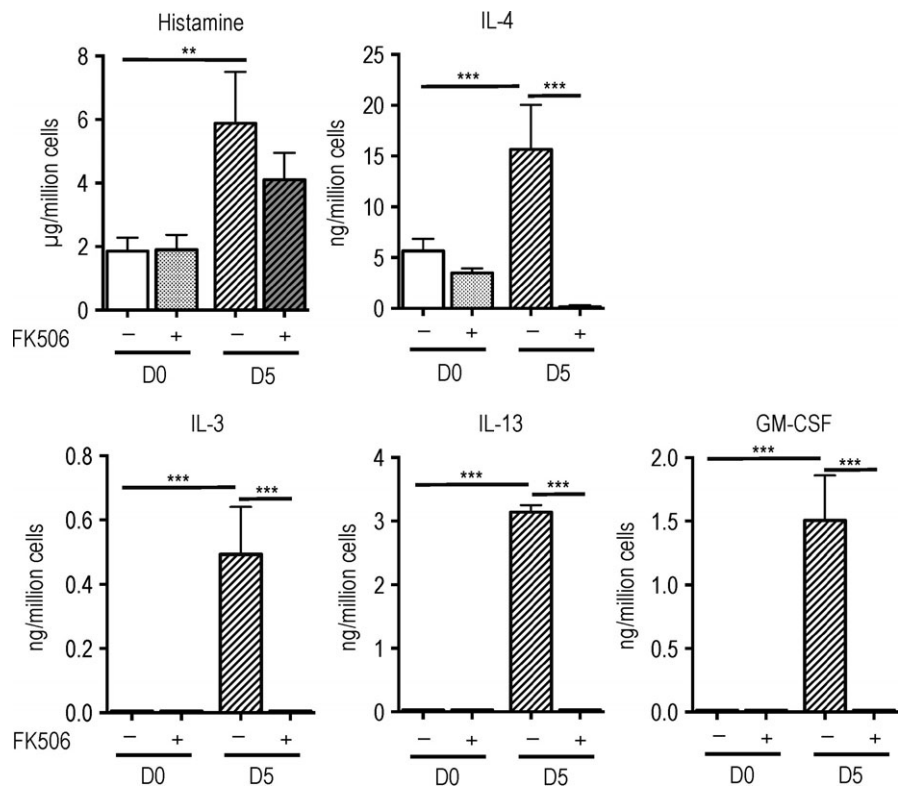 Histamine
8
6
4
2
0
µg/million cells
**
FK506
− + − +
D0 D5
IL-4
25
20
15
10
5
0
ng/million cells
*** ***
− + − +
D0 D5
IL-3
0.8
0.6
0.4
0.2
0.0
ng/million cells
*** ***
FK506
− + − +
D0 D5
IL-13
4
3
2
1
0
ng/million cells
*** ***
− + − +
D0 D5
GM-CSF
2.0
1.5
1.0
0.5
0.0
ng/million cells
*** ***
− + − +
D0 D5